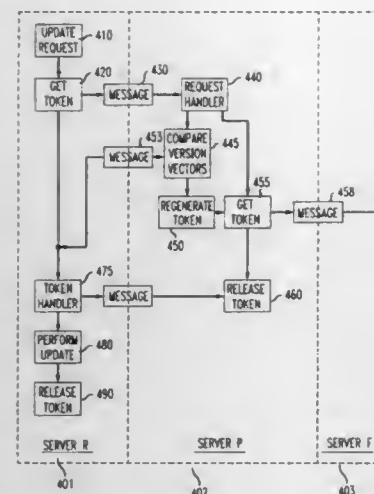 UPDATE
REQUEST
410
420
GET
TOKEN
430
MESSAGE
440
REQUEST
HANDLER
453
MESSAGE
COMPARE
VERSION
VECTORS
445
REGENERATE
TOKEN
450
455
GET
TOKEN
458
MESSAGE
475
TOKEN
HANDLER
MESSAGE
RELEASE
TOKEN
460
PERFORM
UPDATE
480
RELEASE
TOKEN
490
SERVER R
SERVER P
SERVER F
401
402
403